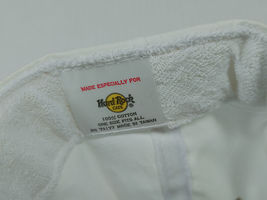 MADE ESPECIALLY FOR
Hard Rock
CAFE
100% COTTON
ONE SIZE FITS ALL.
MADE IN TAIWAN